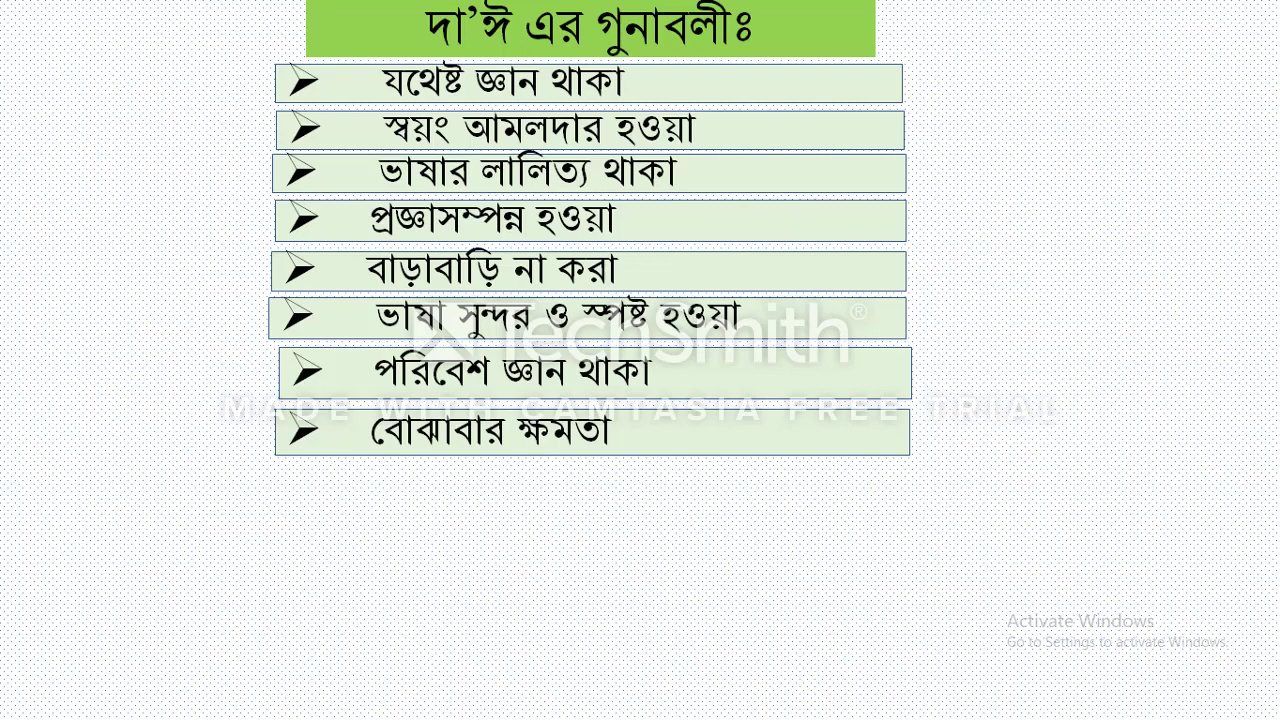 দা’ঈ এর গুনাবলীঃ
যথেষ্ট জ্ঞান থাকা
স্বয়ং আমলদার হওয়া
ভাষার লালিত্য থাকা
প্রজ্ঞাসম্পন্ন হওয়া
বাড়াবাড়ি না করা
ভাষা সুন্দর ও স্পষ্ট হওয়া
TechSmith®
পরিবেশ জ্ঞান থাকা
MADE WITH CAMTASIA FREE TRIAL
বোঝাবার ক্ষমতা
Activate Windows
Go to Settings to activate Windows.